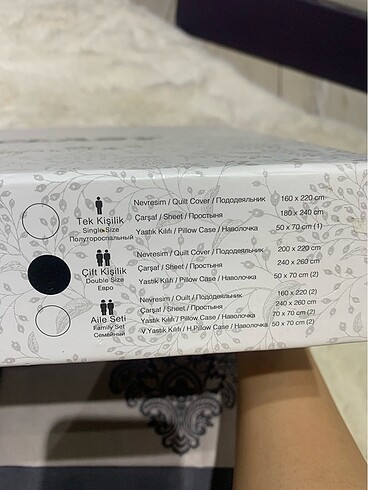 Tek Kişilik
Single Size
Полутороспальный
Nevresim / Quilt Cover / Пододеяльник 160 x 220 cm
Çarşaf / Sheet / Простыня 180 x 240 cm
Yastık Kılıfı / Pillow Case / Наволочка 50 x 70 cm (1)
Çift Kişilik
Double Size
Евро
Nevresim / Quilt Cover / Пододеяльник 200 x 220 cm
Çarşaf / Sheet / Простыня 240 x 260 cm
Yastık Kılıfı / Pillow Case / Наволочка 50 x 70 cm (2)
Aile Seti
Family Set
Семейный
Nevresim / Quilt / Пододеяльник 160 x 220 (2)
Çarşaf / Sheet / Простыня 240 x 260 cm
Yastık Kılıfı / Pillow Case / Наволочка 70 x 70 cm (2)
V.Yastık Kılıfı / H.Pillow Case / Наволочка 50 x 70 cm (2)